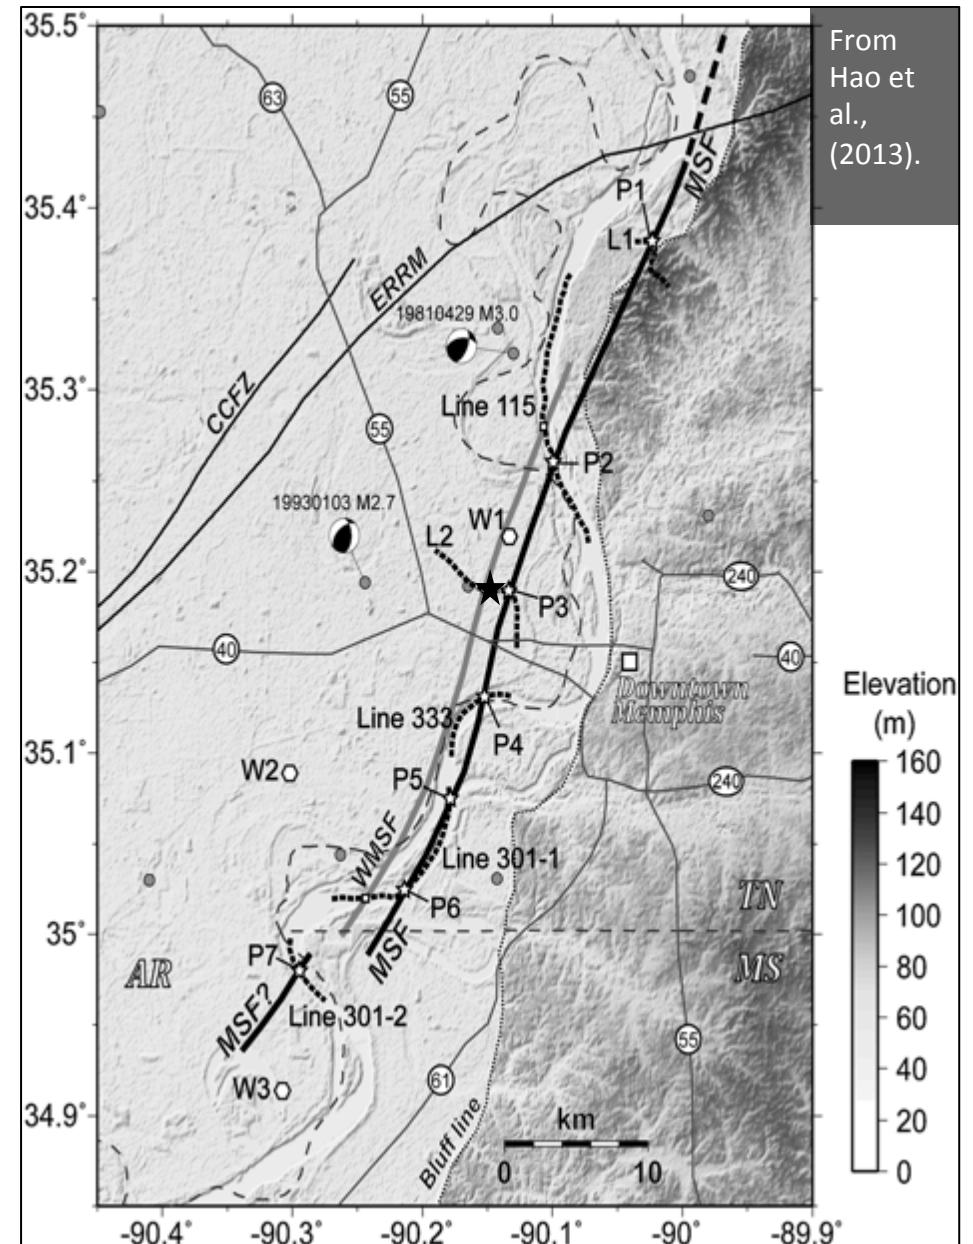 From
Hao et
al.,
(2013).
35.5°
35.4°
35.3°
35.2°
35.1°
35°
34.9°
63
55
MSF
P1
L1
ERRM
19810429 M3.0
CCFZ
Line 115
55
P2
19930103 M2.7
W1
L2
240
P3
40
40
Downtown
Memphis
Line 333
P4
W2
P5
240
WMSF
Line 301-1
P6
TN
MSF
AR
P7
MS
MSF?
Line 301-2
55
W3
61
Bluff line
km
0 10
Elevation
(m)
160
140
120
100
80
60
40
20
0
-90.4° -90.3° -90.2° -90.1° -90° -89.9°